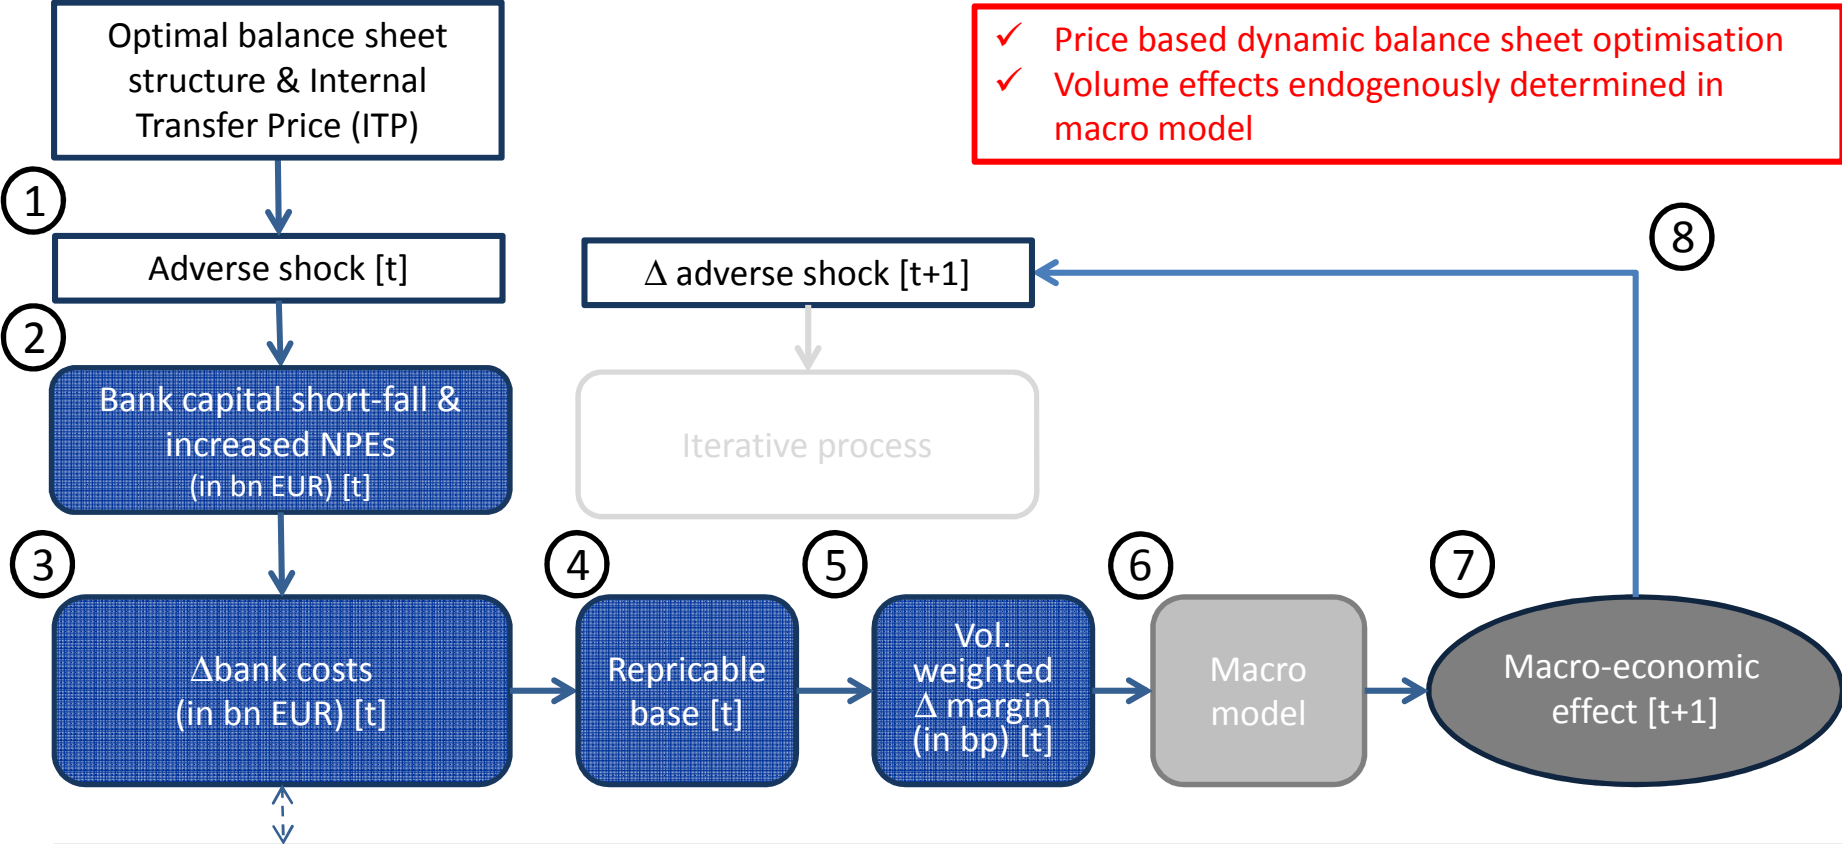 Optimal balance sheet
structure & Internal
Transfer Price (ITP)
✓ Price based dynamic balance sheet optimisation
✓ Volume effects endogenously determined in
macro model
1
Adverse shock [t]
Δ adverse shock [t+1]
8
2
Bank capital short-fall &
increased NPEs
(in bn EUR) [t]
Iterative process
3
4
5
6
7
Δbank costs
(in bn EUR) [t]
Repricable
base [t]
Vol.
weighted
Δ margin
(in bp) [t]
Macro
model
Macro-economic
effect [t+1]